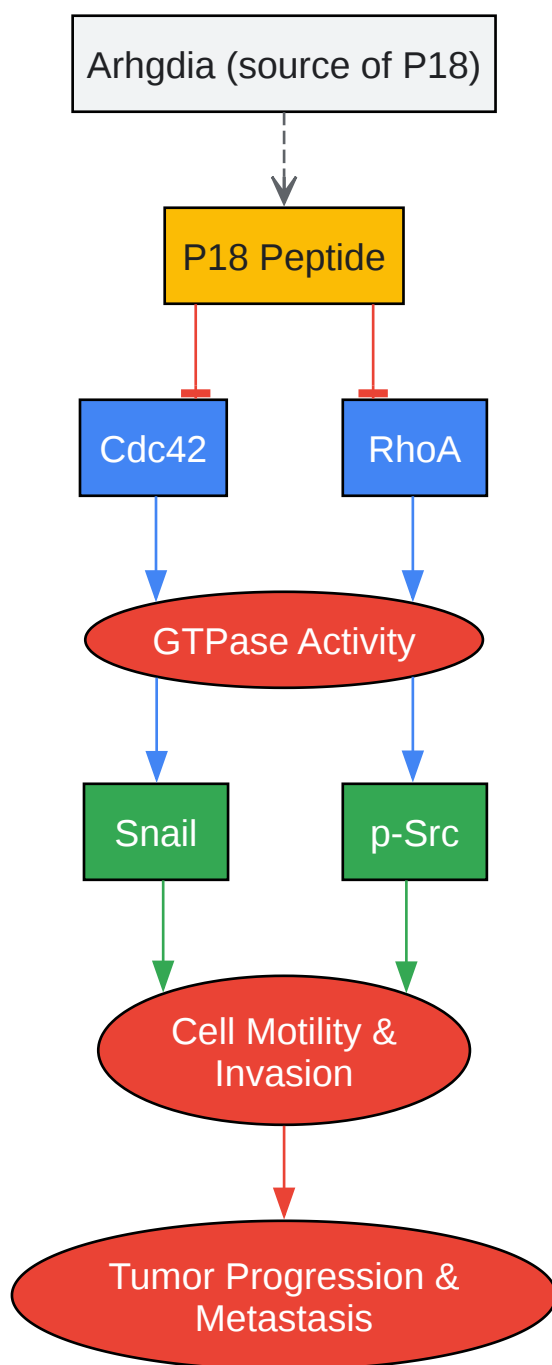 Arhgdia (source of P18)
P18 Peptide
Cdc42
RhoA
GTPase Activity
Snail
p-Src
Cell Motility &
Invasion
Tumor Progression &
Metastasis